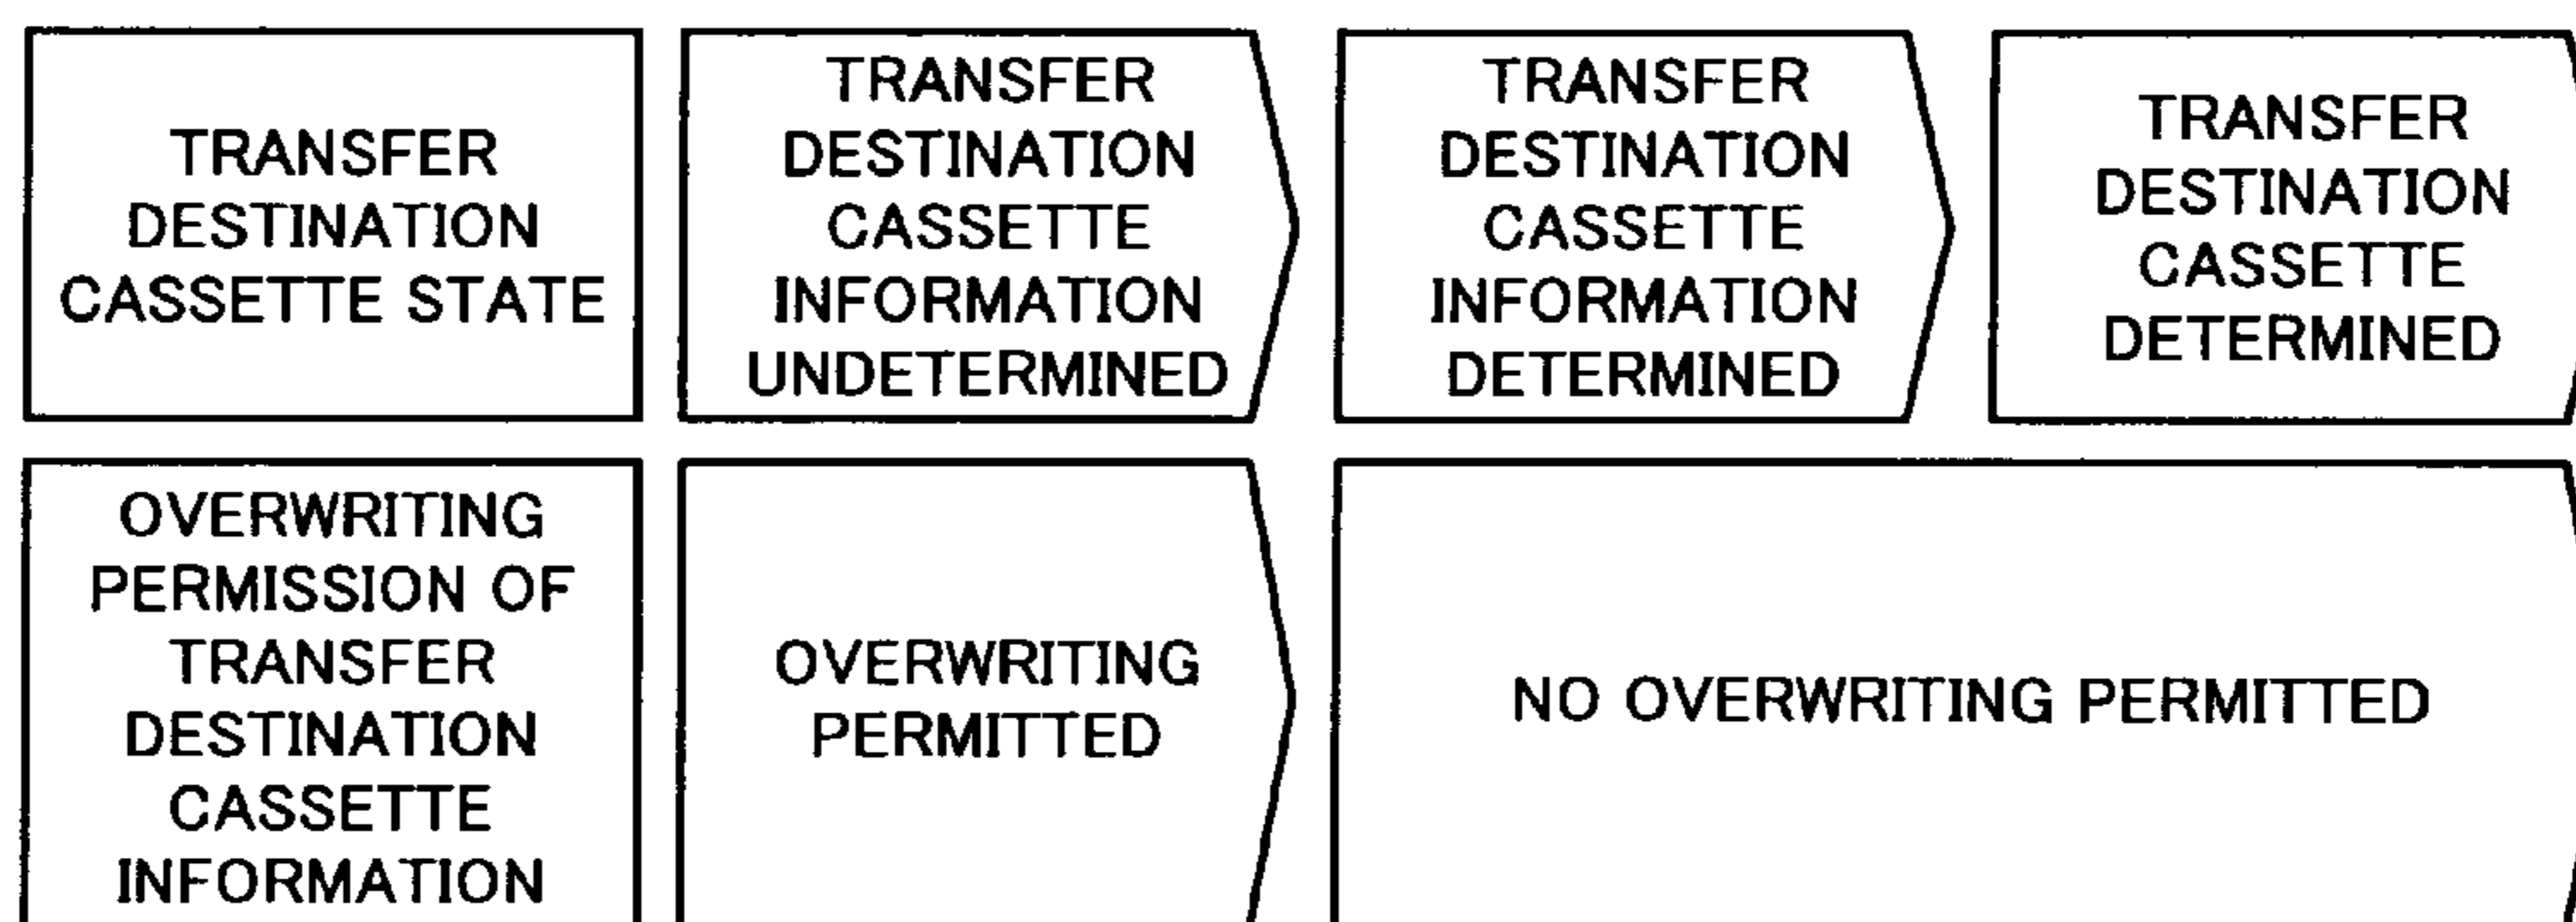 TRANSFER
DESTINATION
CASSETTE STATE
TRANSFER
DESTINATION
CASSETTE
INFORMATION
UNDETERMINED
TRANSFER
DESTINATION
CASSETTE
INFORMATION
DETERMINED
TRANSFER
DESTINATION
CASSETTE
DETERMINED
OVERWRITING
PERMISSION OF
TRANSFER
DESTINATION
CASSETTE
INFORMATION
OVERWRITING
PERMITTED
NO OVERWRITING PERMITTED